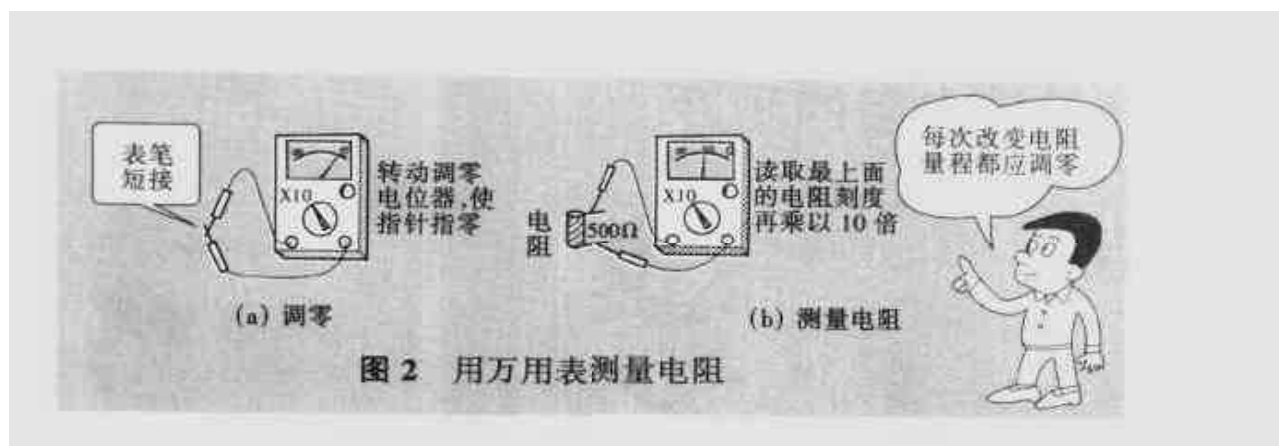 表笔
短接
X10
转动调零
电位器,使
指针指零
(a) 调零
电
阻
500Ω
X10
读取最上面
的电阻刻度
再乘以 10 倍
(b) 测量电阻
每次改变电阻
量程都应调零
图 2 用万用表测量电阻